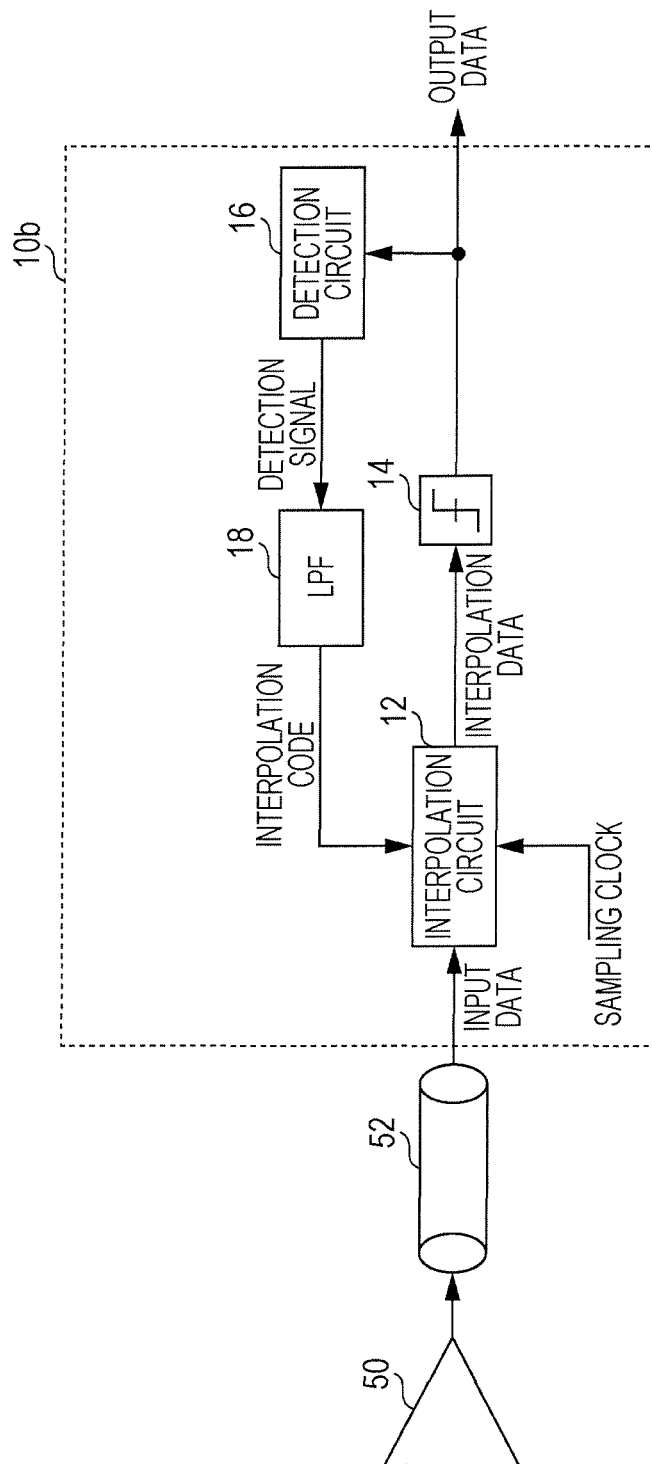 10b
50
52
INPUT
DATA
SAMPLING CLOCK
12
INTERPOLATION
CIRCUIT
INTERPOLATION
CODE
18
LPF
DETECTION
SIGNAL
16
DETECTION
CIRCUIT
INTERPOLATION
DATA
14
OUTPUT
DATA